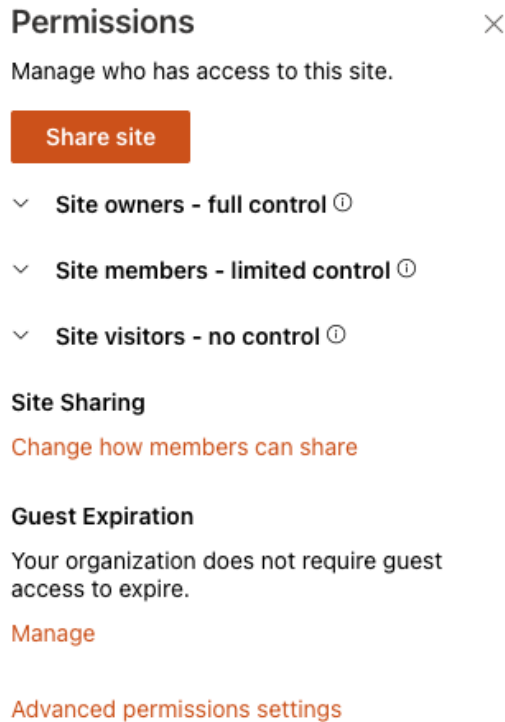 Permissions
Manage who has access to this site.
Share site
Site owners - full control
Site members - limited control
Site visitors - no control
Site Sharing
Change how members can share
Guest Expiration
Your organization does not require guest
access to expire.
Manage
Advanced permissions settings